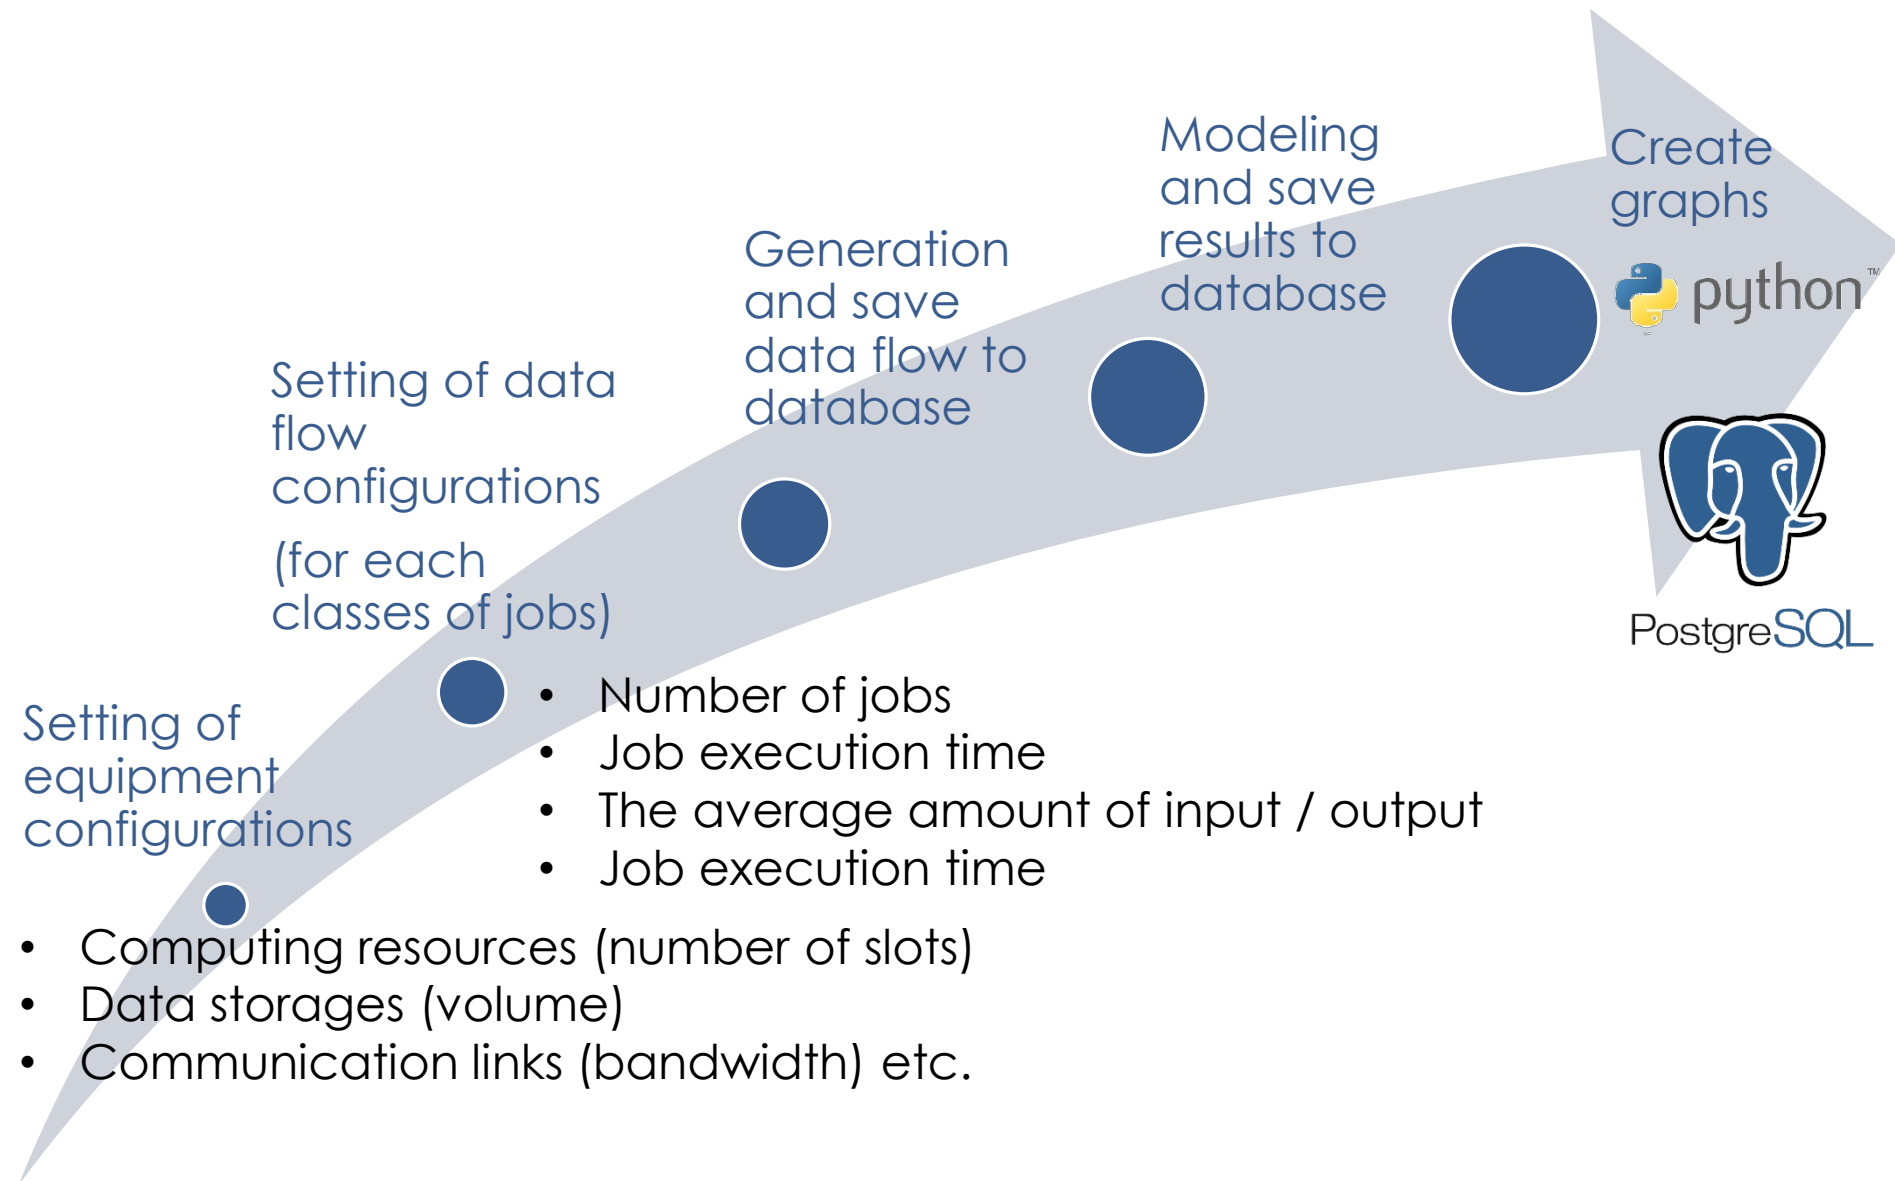 Setting of
equipment
configurations
• Computing resources (number of slots)
• Data storages (volume)
• Communication links (bandwidth) etc.
Setting of data
flow
configurations
(for each
classes of jobs)
• Number of jobs
• Job execution time
• The average amount of input / output
• Job execution time
Generation
and save
data flow to
database
Modeling
and save
results to
database
Create
graphs
python™
PostgreSQL